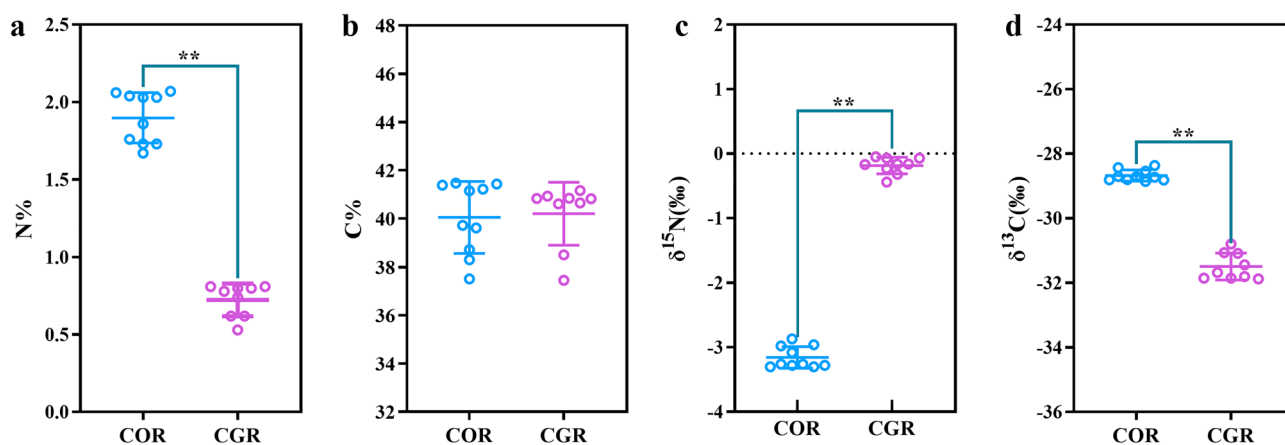 a
2.5
2.0
1.5
1.0
0.5
0.0
N%
**
COR CGR
b
48
46
44
42
40
38
36
34
32
C%
COR CGR
c
2
1
0
-1
-2
-3
-4
δ¹⁵N(‰)
**
COR CGR
d
-24
-26
-28
-30
-32
-34
-36
δ¹³C(‰)
**
COR CGR